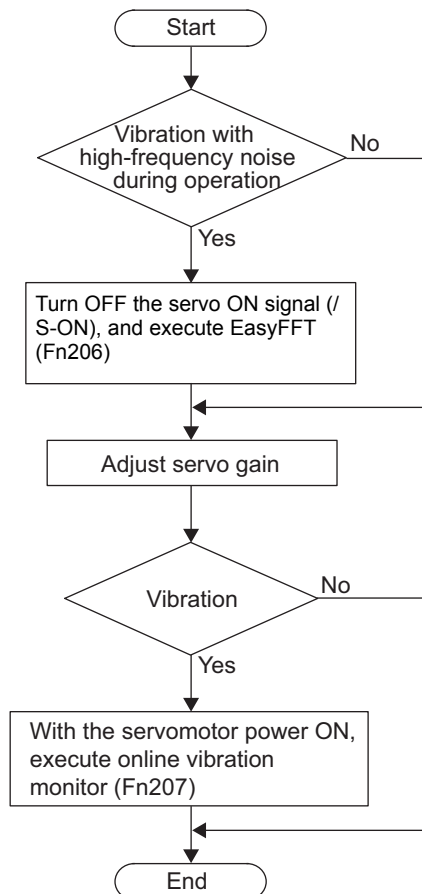 Start
Vibration with
high-frequency noise
during operation
No
Yes
Turn OFF the servo ON signal (/
S-ON), and execute EasyFFT
(Fn206)
Adjust servo gain
Vibration
No
Yes
With the servomotor power ON,
execute online vibration
monitor (Fn207)
End